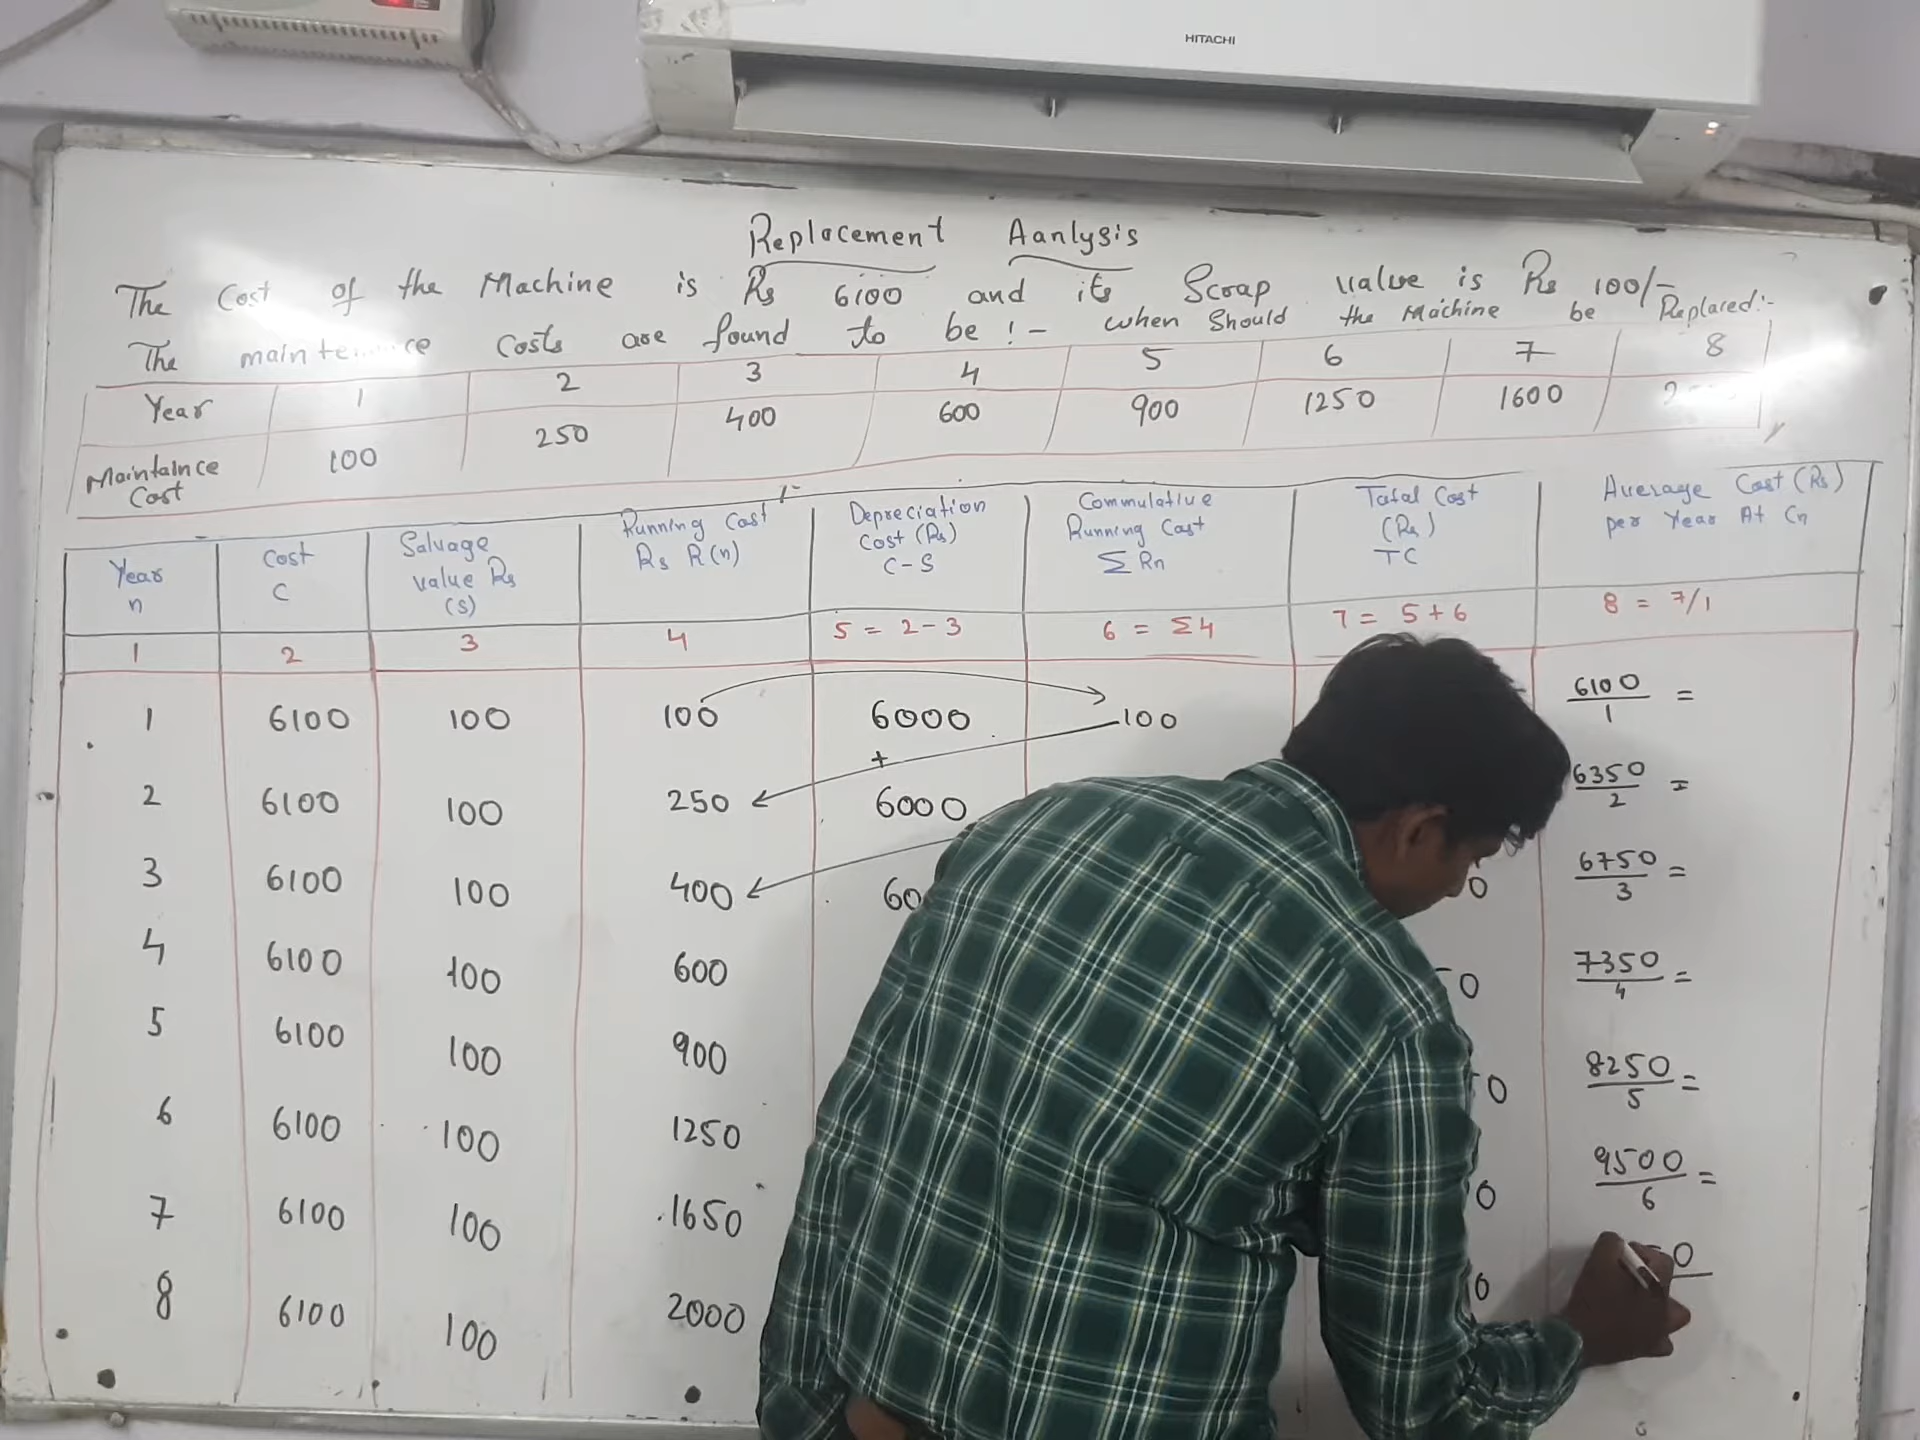 HITACHI
Replacement Aanlysis
The Cost of the Machine is Rs 6100 and its Scrap value is Rs 100/-
The costs are found to be :- when Should the Machine be Replaced:-
Year 1 2 3 4 5 6 7 8
Maintaince Cost 100 250 400 600 900 1250 1600
Year n
Cost C
Salvage value Rs (S)
Running Cost Rs R(n)
Depreciation Cost (Rs) C-S
Commulative Running Cost Σ Rn
Total Cost (Rs) TC
Average Cost (Rs) per Year At Cn
1 2 3 4 5 = 2-3 6 = Σ4 7 = 5+6 8 = 7/1
1 6100 100 100 6000 100 6100/1 =
+
2 6100 100 250 6000 6350/2 =
3 6100 100 400 6750/3 =
4 6100 100 600 7350/4 =
5 6100 100 900 8250/5 =
6 6100 100 1250 9500/6 =
7 6100 100 1650
8 6100 100 2000